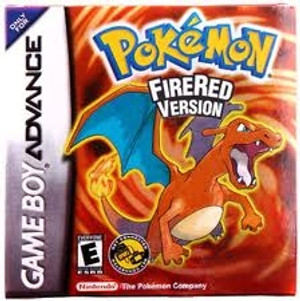 ONLY
FOR
GAME BOY ADVANCE
POKéMON
FIRERED
VERSION
EVERYONE
E
ESRB
Nintendo
The Pokémon Company